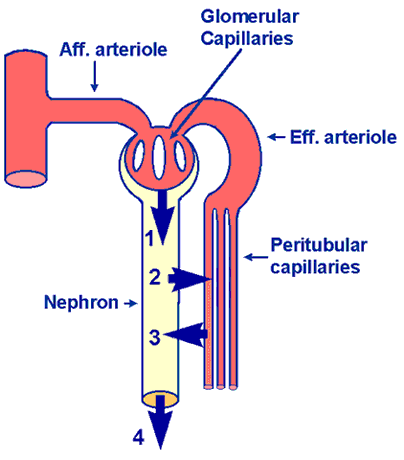 Glomerular
Capillaries
Aff. arteriole
Eff. arteriole
1
Peritubular
capillaries
2
Nephron
3
4